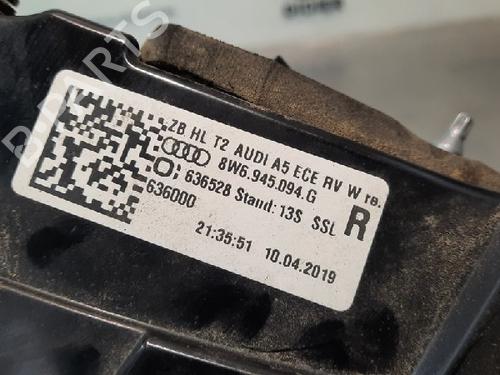 ZB HL T2 AUDI A5 ECE RV W re.
8W6.945.094.G
636528 Stand: 13S SSL
R
636000
21:35:51 10.04.2019
B-PARTS